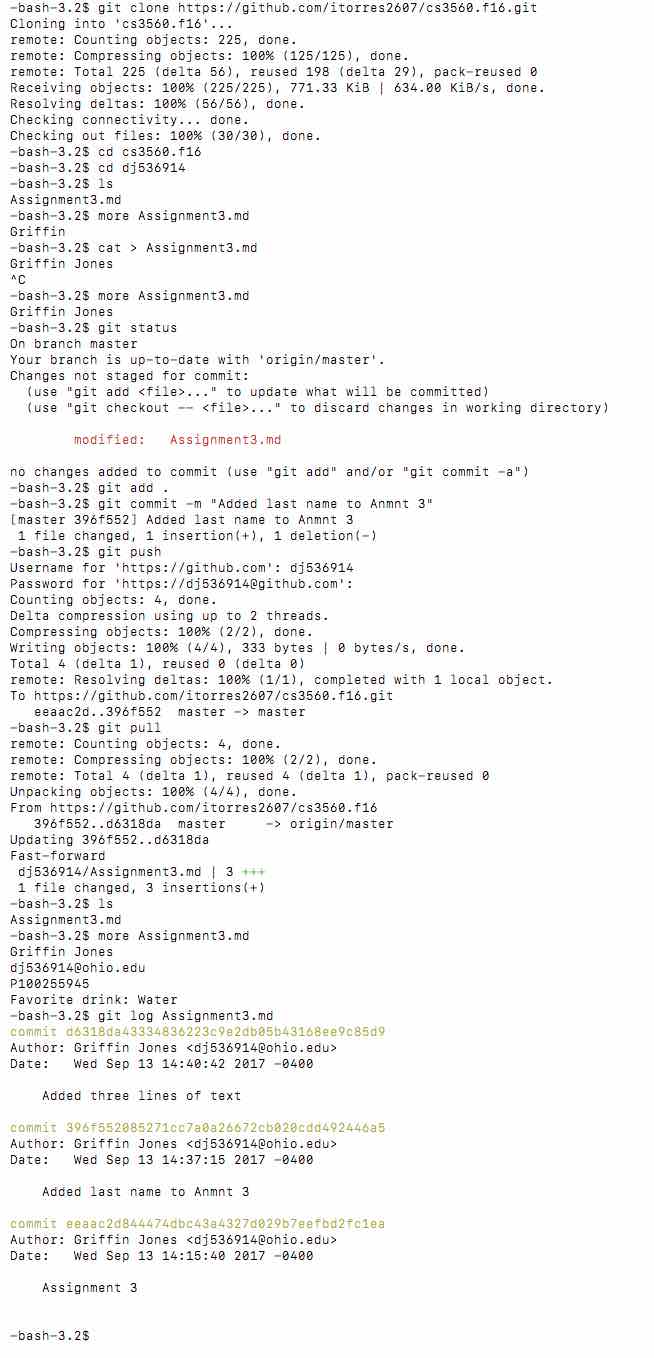 -bash-3.2$ git clone https://github.com/itorres2607/cs3560.f16.git
Cloning into 'cs3560.f16'...
remote: Counting objects: 225, done.
remote: Compressing objects: 100% (125/125), done.
remote: Total 225 (delta 56), reused 198 (delta 29), pack-reused 0
Receiving objects: 100% (225/225), 771.33 KiB | 634.00 KiB/s, done.
Resolving deltas: 100% (56/56), done.
Checking connectivity... done.
Checking out files: 100% (30/30), done.
-bash-3.2$ cd cs3560.f16
-bash-3.2$ cd dj536914
-bash-3.2$ ls
Assignment3.md
-bash-3.2$ more Assignment3.md
Griffin
-bash-3.2$ cat > Assignment3.md
Griffin Jones
^C
-bash-3.2$ more Assignment3.md
Griffin Jones
-bash-3.2$ git status
On branch master
Your branch is up-to-date with 'origin/master'.
Changes not staged for commit:
  (use "git add <file>..." to update what will be committed)
  (use "git checkout -- <file>..." to discard changes in working directory)
        modified:   Assignment3.md
no changes added to commit (use "git add" and/or "git commit -a")
-bash-3.2$ git add .
-bash-3.2$ git commit -m "Added last name to Anmnt 3"
[master 396f552] Added last name to Anmnt 3
 1 file changed, 1 insertion(+), 1 deletion(-)
-bash-3.2$ git push
Username for 'https://github.com': dj536914
Password for 'https://dj536914@github.com':
Counting objects: 4, done.
Delta compression using up to 2 threads.
Compressing objects: 100% (2/2), done.
Writing objects: 100% (4/4), 333 bytes | 0 bytes/s, done.
Total 4 (delta 1), reused 0 (delta 0)
remote: Resolving deltas: 100% (1/1), completed with 1 local object.
To https://github.com/itorres2607/cs3560.f16.git
   eeaac2d..396f552  master -> master
-bash-3.2$ git pull
remote: Counting objects: 4, done.
remote: Compressing objects: 100% (2/2), done.
remote: Total 4 (delta 1), reused 4 (delta 1), pack-reused 0
Unpacking objects: 100% (4/4), done.
From https://github.com/itorres2607/cs3560.f16
   396f552..d6318da  master     -> origin/master
Updating 396f552..d6318da
Fast-forward
 dj536914/Assignment3.md | 3 +++
 1 file changed, 3 insertions(+)
-bash-3.2$ ls
Assignment3.md
-bash-3.2$ more Assignment3.md
Griffin Jones
dj536914@ohio.edu
P100255945
Favorite drink: Water
-bash-3.2$ git log Assignment3.md
commit d6318da43334836223c9e2db05b43168ee9c85d9
Author: Griffin Jones <dj536914@ohio.edu>
Date:   Wed Sep 13 14:40:42 2017 -0400
    Added three lines of text
commit 396f552085271cc7a0a26672cb020cdd492446a5
Author: Griffin Jones <dj536914@ohio.edu>
Date:   Wed Sep 13 14:37:15 2017 -0400
    Added last name to Anmnt 3
commit eeaac2d844474dbc43a4327d029b7eefbd2fc1ea
Author: Griffin Jones <dj536914@ohio.edu>
Date:   Wed Sep 13 14:15:40 2017 -0400
    Assignment 3
-bash-3.2$